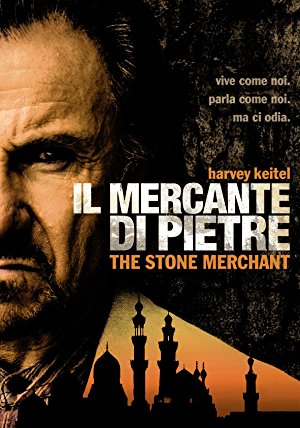 vive come noi.
parla come noi.
ma ci odia.
harvey keitel
IL MERCANTE
DI PIETRE
THE STONE MERCHANT